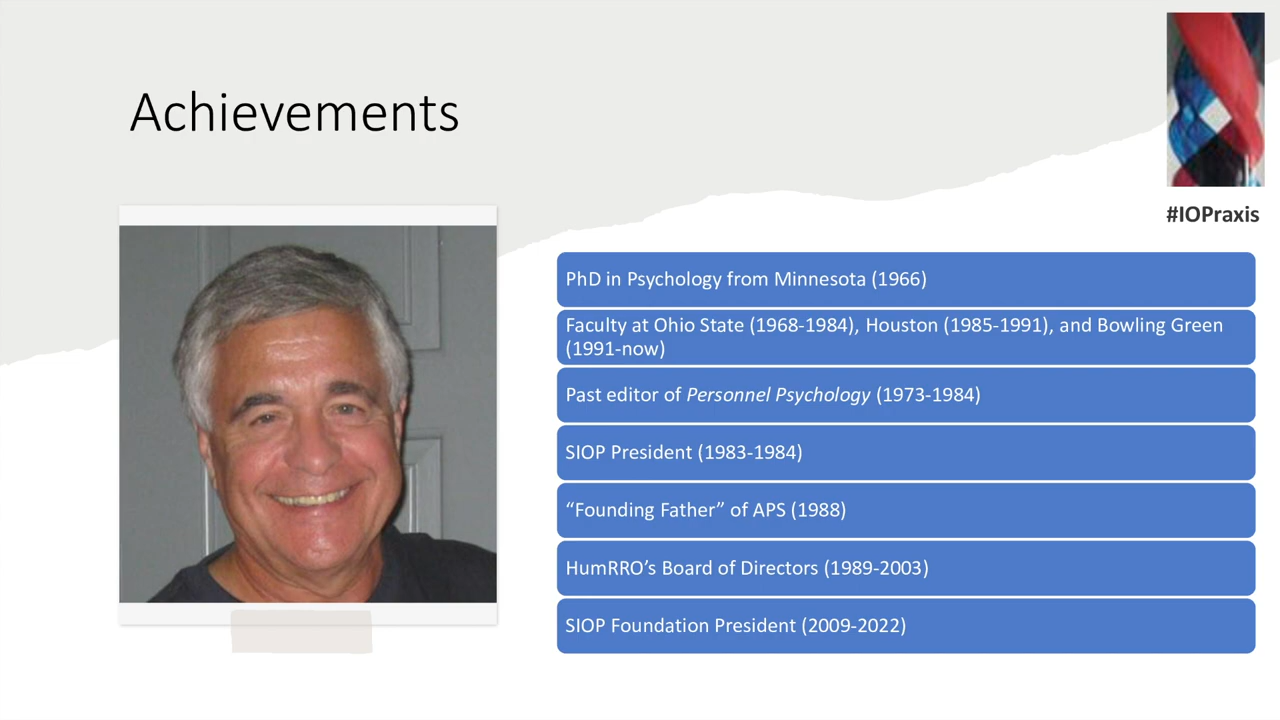 Achievements
#IOPraxis
PhD in Psychology from Minnesota (1966)
Faculty at Ohio State (1968-1984), Houston (1985-1991), and Bowling Green
(1991-now)
Past editor of Personnel Psychology (1973-1984)
SIOP President (1983-1984)
“Founding Father” of APS (1988)
HumRRO’s Board of Directors (1989-2003)
SIOP Foundation President (2009-2022)